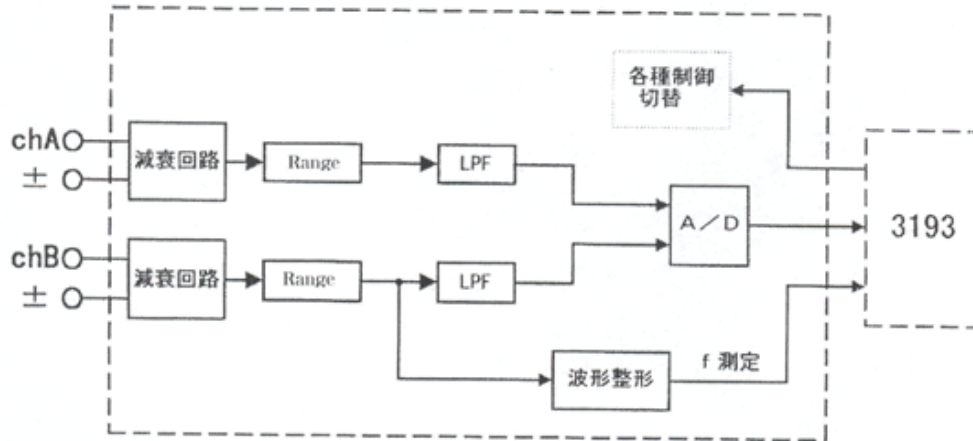 各種制御
切替
chA
±
減衰回路
Range
LPF
A／D
3193
chB
±
減衰回路
Range
LPF
波形整形
f 測定